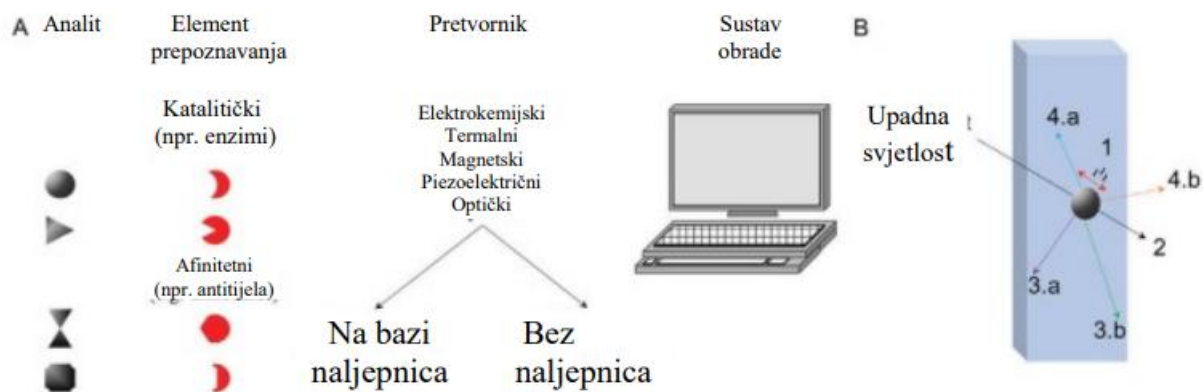 A
Analit
Element
prepoznavanja
Pretvornik
Sustav
obrade
B
Katalitički
(npr. enzimi)
Elektrokemijski
Termalni
Magnetski
Piezoelektrični
Optički
Afinitetni
(npr. antitijela)
Na bazi
naljepnica
Bez
naljepnica
Upadna
svjetlost
4.a
1
4.b
2
3.a
3.b